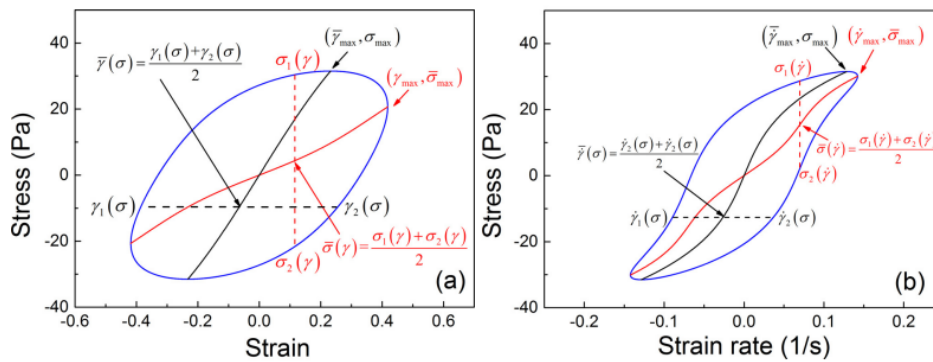 40
20
0
-20
-40
Stress (Pa)
-0.6
-0.4
-0.2
0.0
0.2
0.4
0.6
Strain
(γ̄max, σmax)
γ̄(σ)=γ1(σ)+γ2(σ)/2
σ1(γ)
(γmax, σ̄max)
γ1(σ)
γ2(σ)
σ2(γ)
σ̄(γ)=σ1(γ)+σ2(γ)/2
(a)
40
20
0
-20
-40
Stress (Pa)
-0.2
-0.1
0.0
0.1
0.2
Strain rate (1/s)
(γ̇̄max, σmax)
(γ̇max, σ̄max)
σ1(γ̇)
γ̇̄(σ)=γ̇2(σ)+γ̇2(σ)/2
σ̄(γ̇)=σ1(γ̇)+σ2(γ̇)/2
σ2(γ̇)
γ̇1(σ)
γ̇2(σ)
(b)